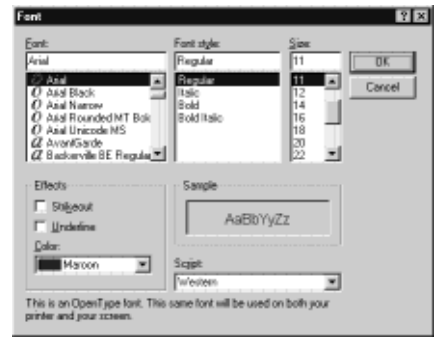 Font
Font:
Arial
Arial
Arial Black
Arial Narrow
Arial Rounded MT Bol
Arial Unicode MS
AvantGarde
Baskerville BE Regula
Font style:
Regular
Regular
Italic
Bold
Bold Italic
Size:
11
11
12
14
16
18
20
22
OK
Cancel
Effects
Strikeout
Underline
Color:
Maroon
Sample
AaBbYyZz
Script:
Western
This is an OpenType font. This same font will be used on both your
printer and your screen.